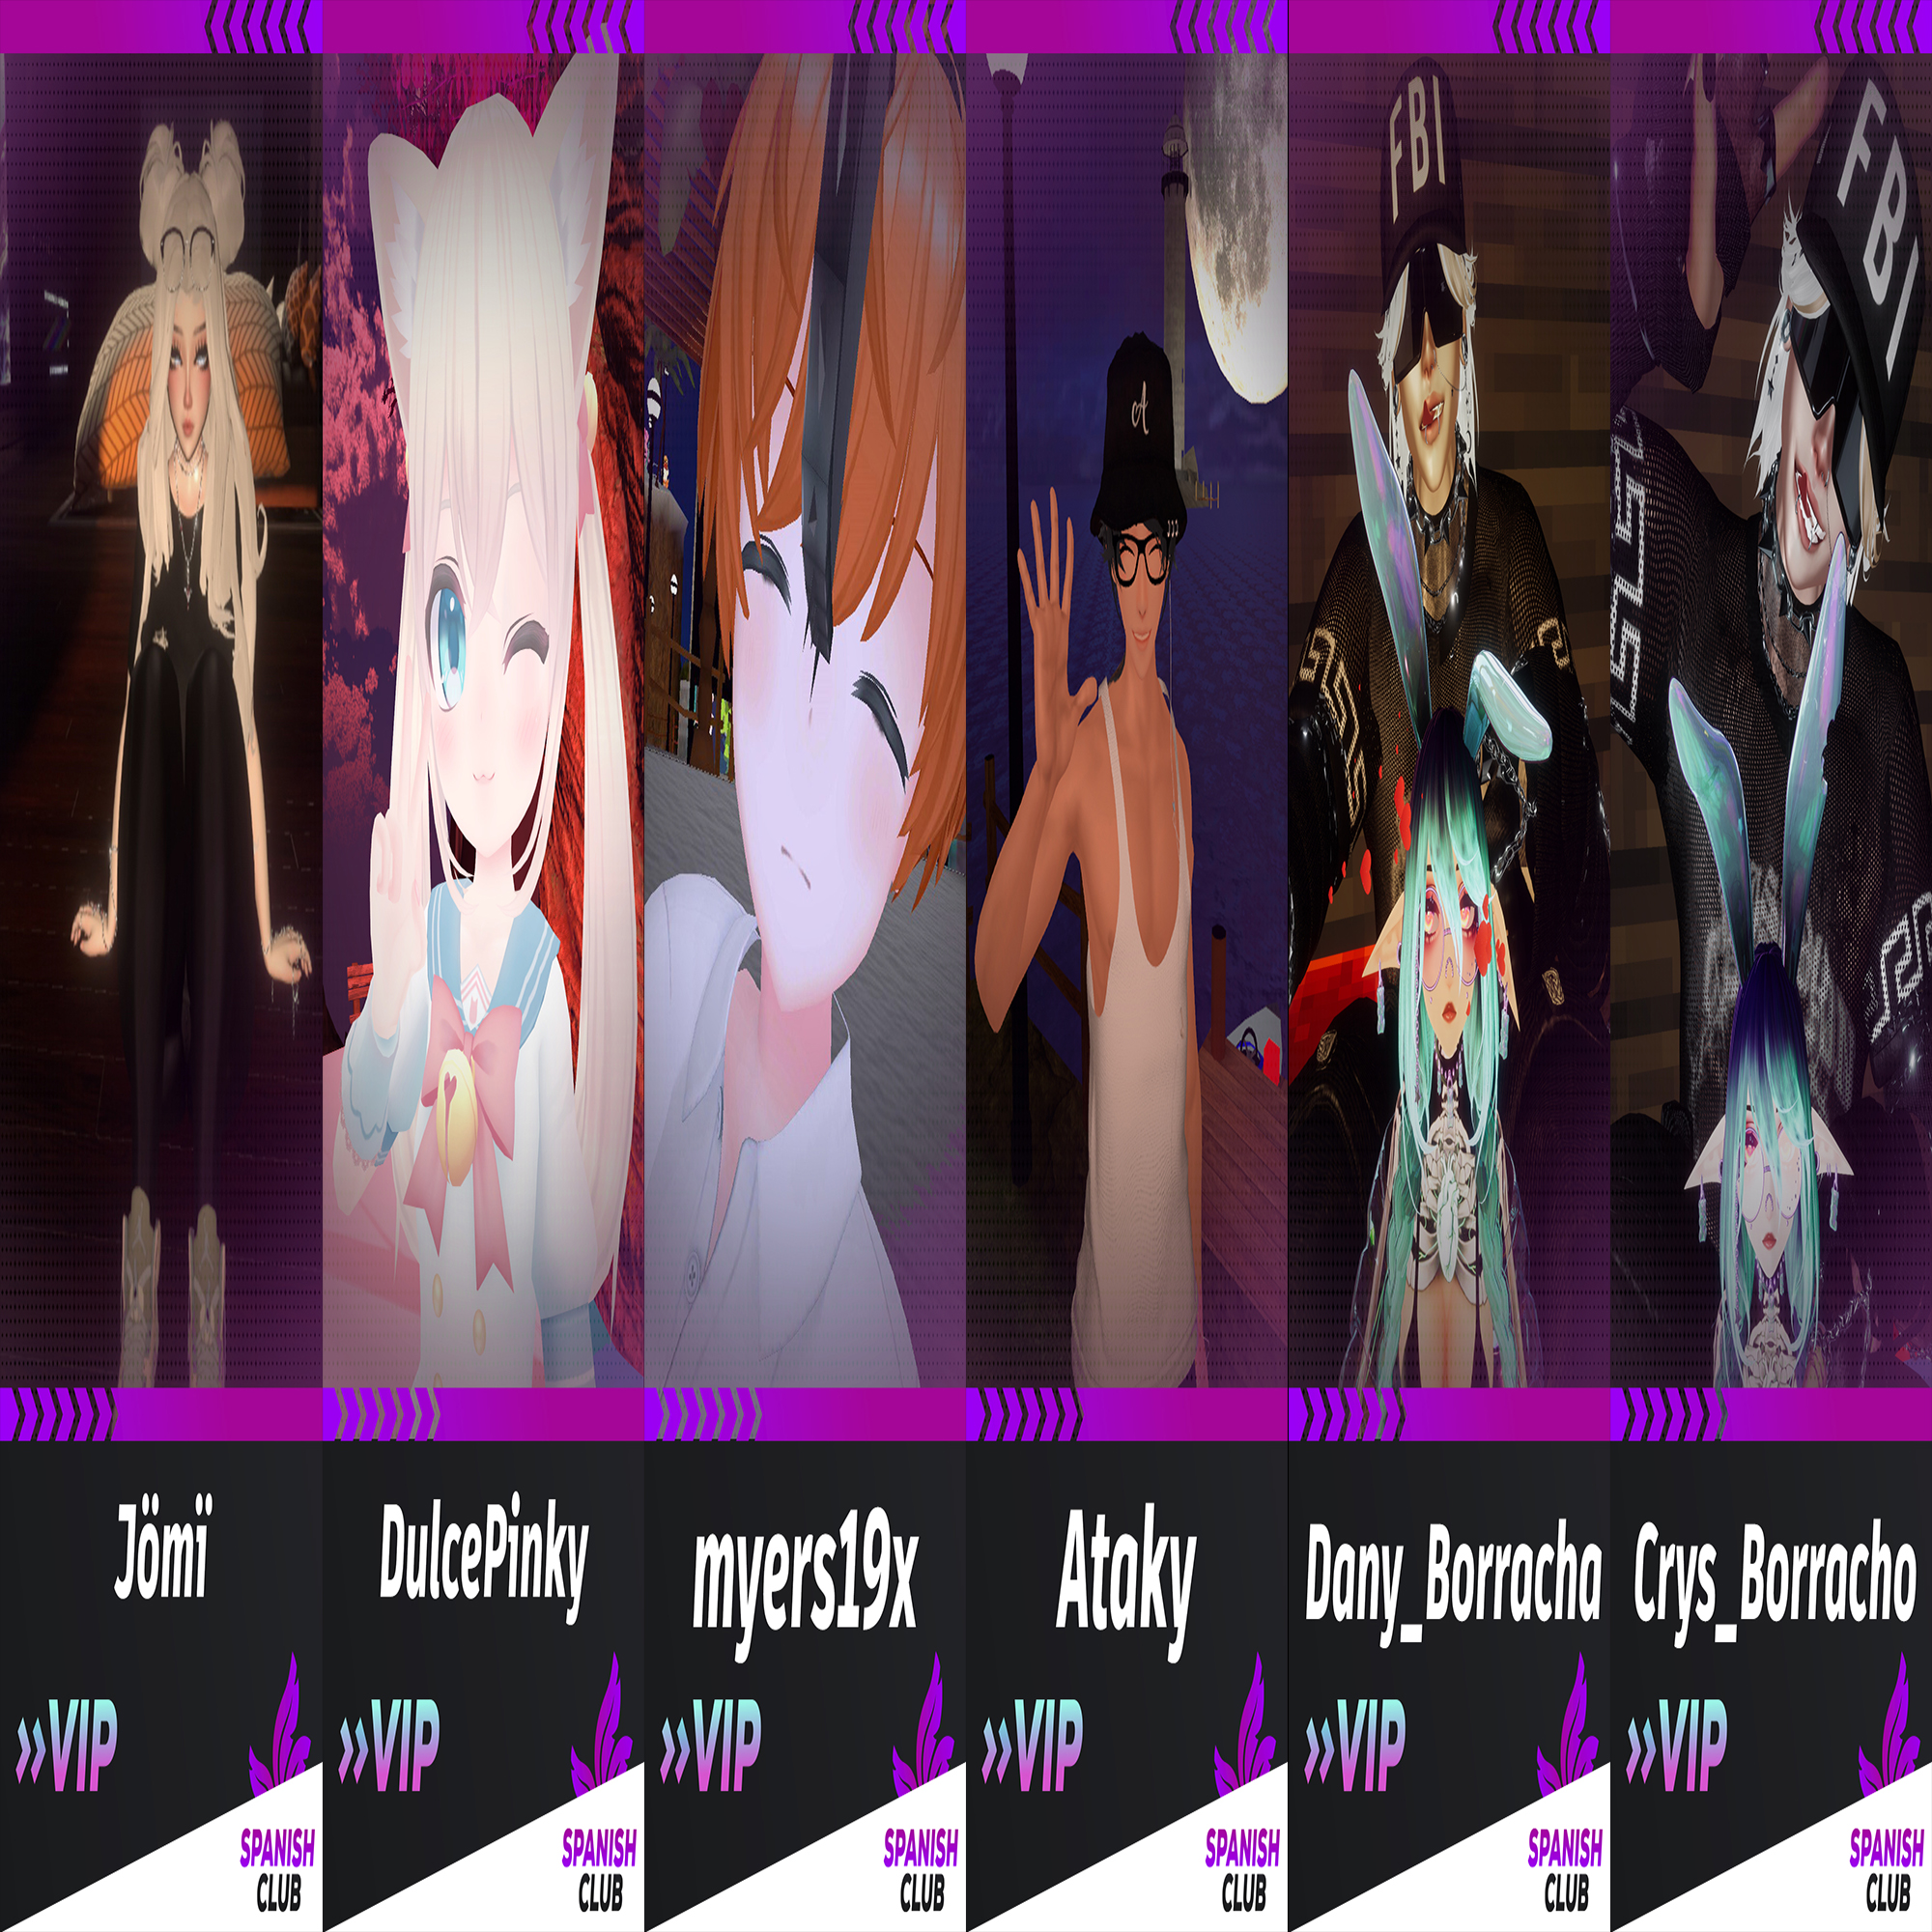 FBI
FBI
A
Jömï
DulcePinky
myers19x
Ataky
Dany_Borracha
Crys_Borracho
VIP
VIP
VIP
VIP
VIP
VIP
SPANISH
CLUB
SPANISH
CLUB
SPANISH
CLUB
SPANISH
CLUB
SPANISH
CLUB
SPANISH
CLUB